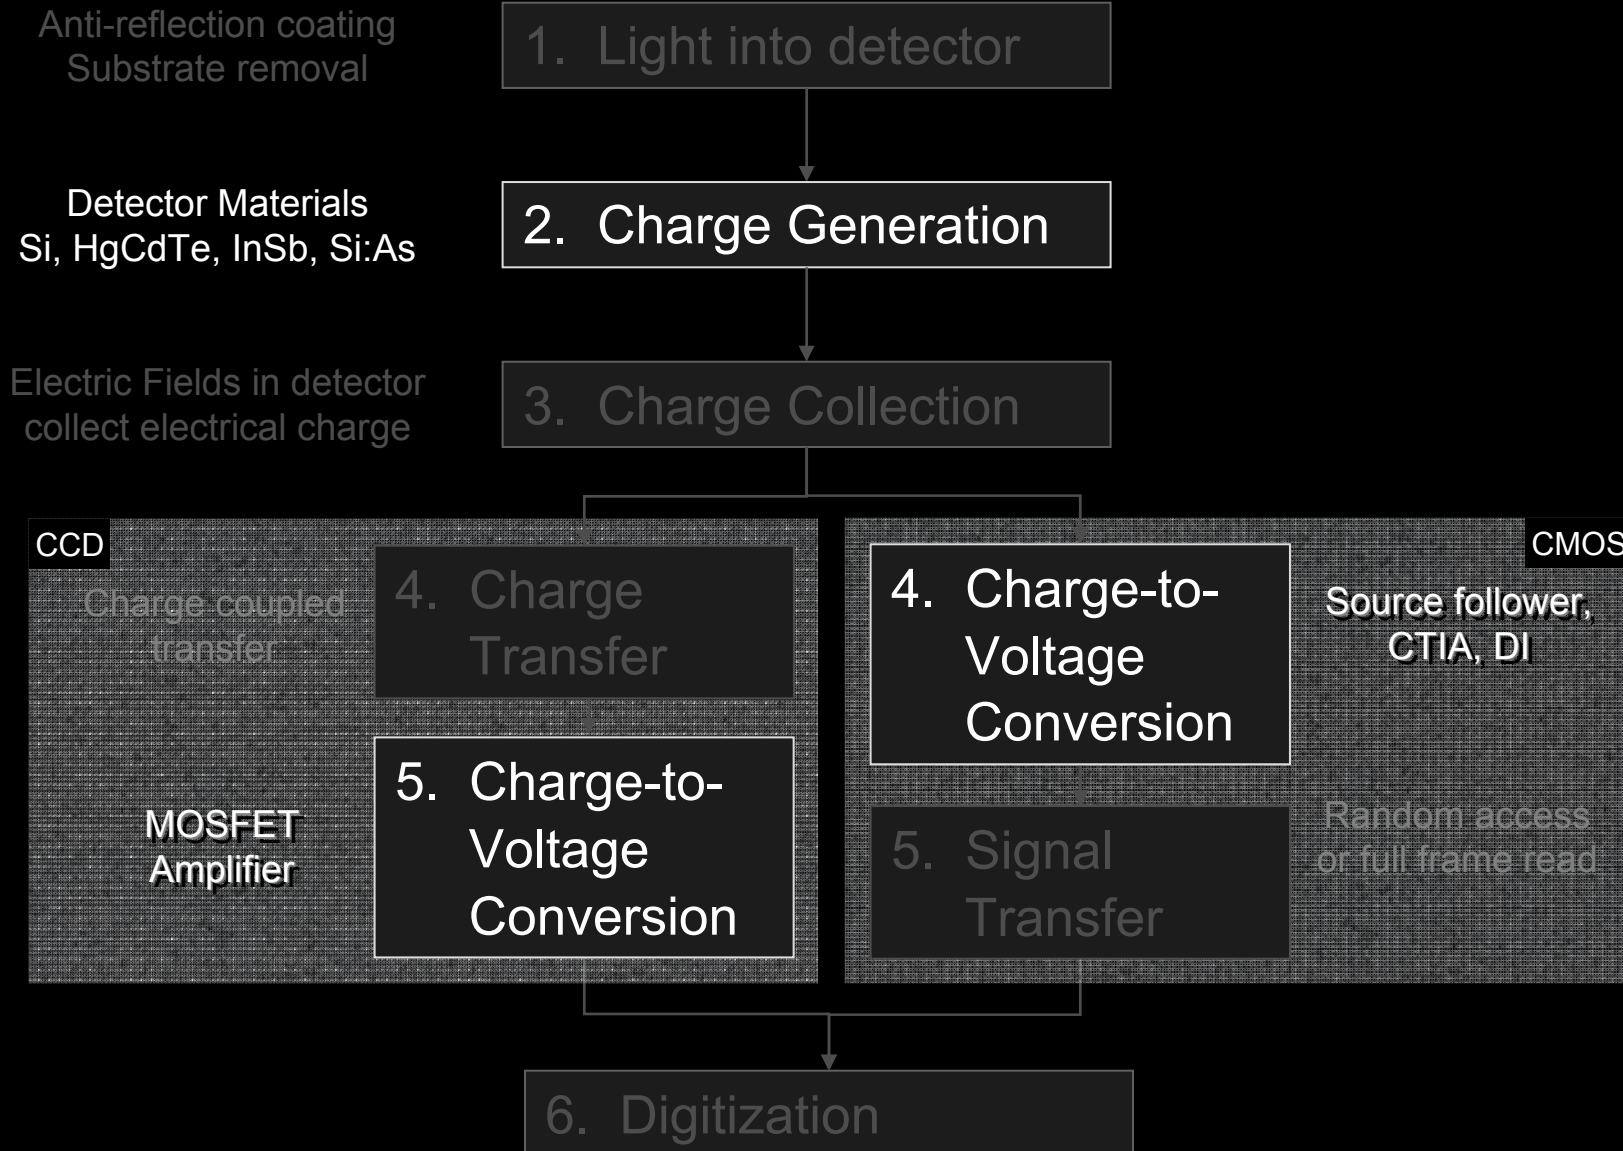 Anti-reflection coating
Substrate removal
1. Light into detector
Detector Materials
Si, HgCdTe, InSb, Si:As
2. Charge Generation
Electric Fields in detector
collect electrical charge
3. Charge Collection
CCD
Charge coupled
transfer
4. Charge
Transfer
MOSFET
Amplifier
5. Charge-to-
Voltage
Conversion
CMOS
4. Charge-to-
Voltage
Conversion
Source follower,
CTIA, DI
5. Signal
Transfer
Random access
or full frame read
6. Digitization